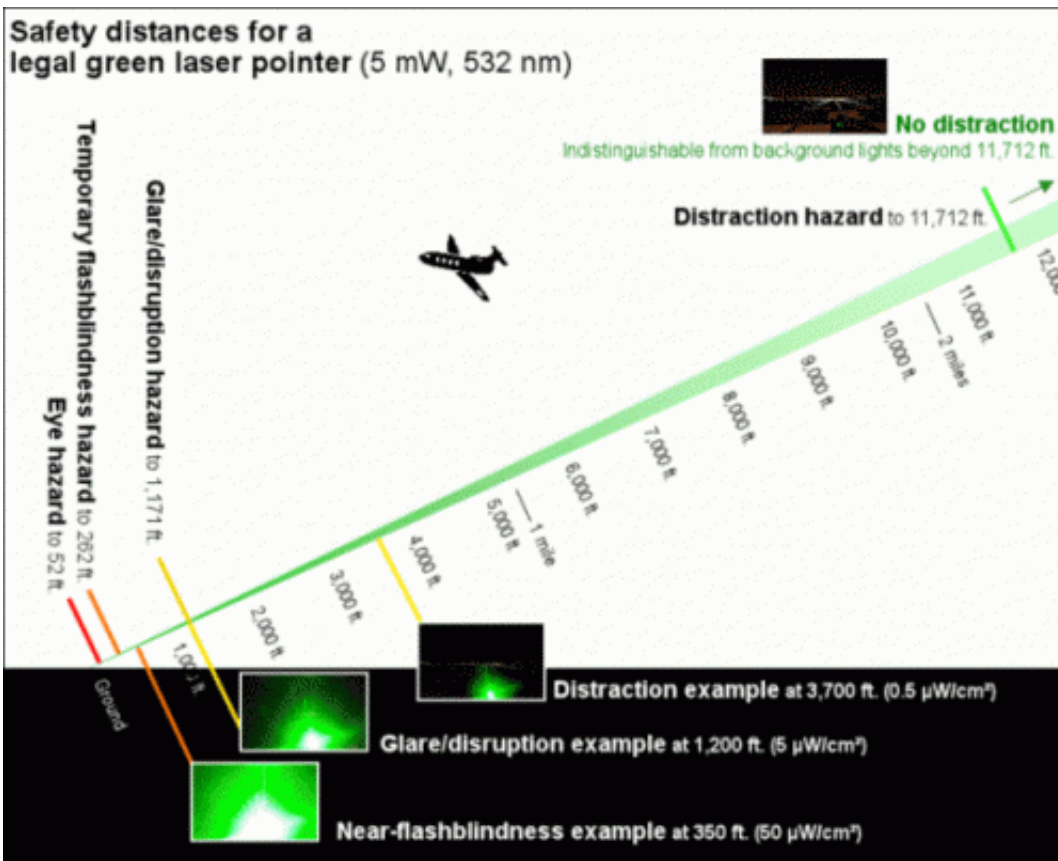 Safety distances for a
legal green laser pointer (5 mW, 532 nm)
No distraction
Indistinguishable from background lights beyond 11,712 ft.
Distraction hazard to 11,712 ft.
Glare/disruption hazard to 1,171 ft.
Temporary flashblindness hazard to 262 ft.
Eye hazard to 52 ft.
Ground
1,000 ft
2,000 ft
3,000 ft
4,000 ft
5,000 ft
1 mile
6,000 ft
7,000 ft
8,000 ft
9,000 ft
10,000 ft
2 miles
11,000 ft
12,000
Distraction example at 3,700 ft. (0.5 µW/cm²)
Glare/disruption example at 1,200 ft. (5 µW/cm²)
Near-flashblindness example at 350 ft. (50 µW/cm²)